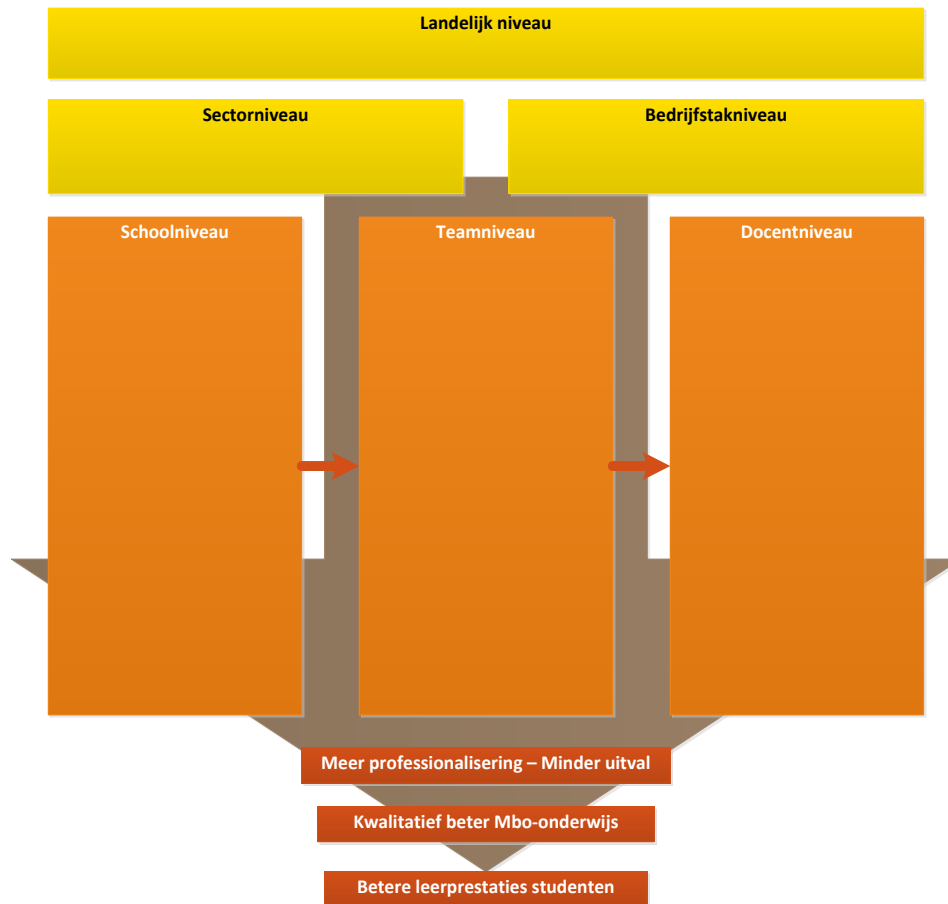 Landelijk niveau
Sectorniveau
Bedrijfstakniveau
Schoolniveau
Teamniveau
Docentniveau
Meer professionalisering – Minder uitval
Kwalitatief beter Mbo-onderwijs
Betere leerprestaties studenten